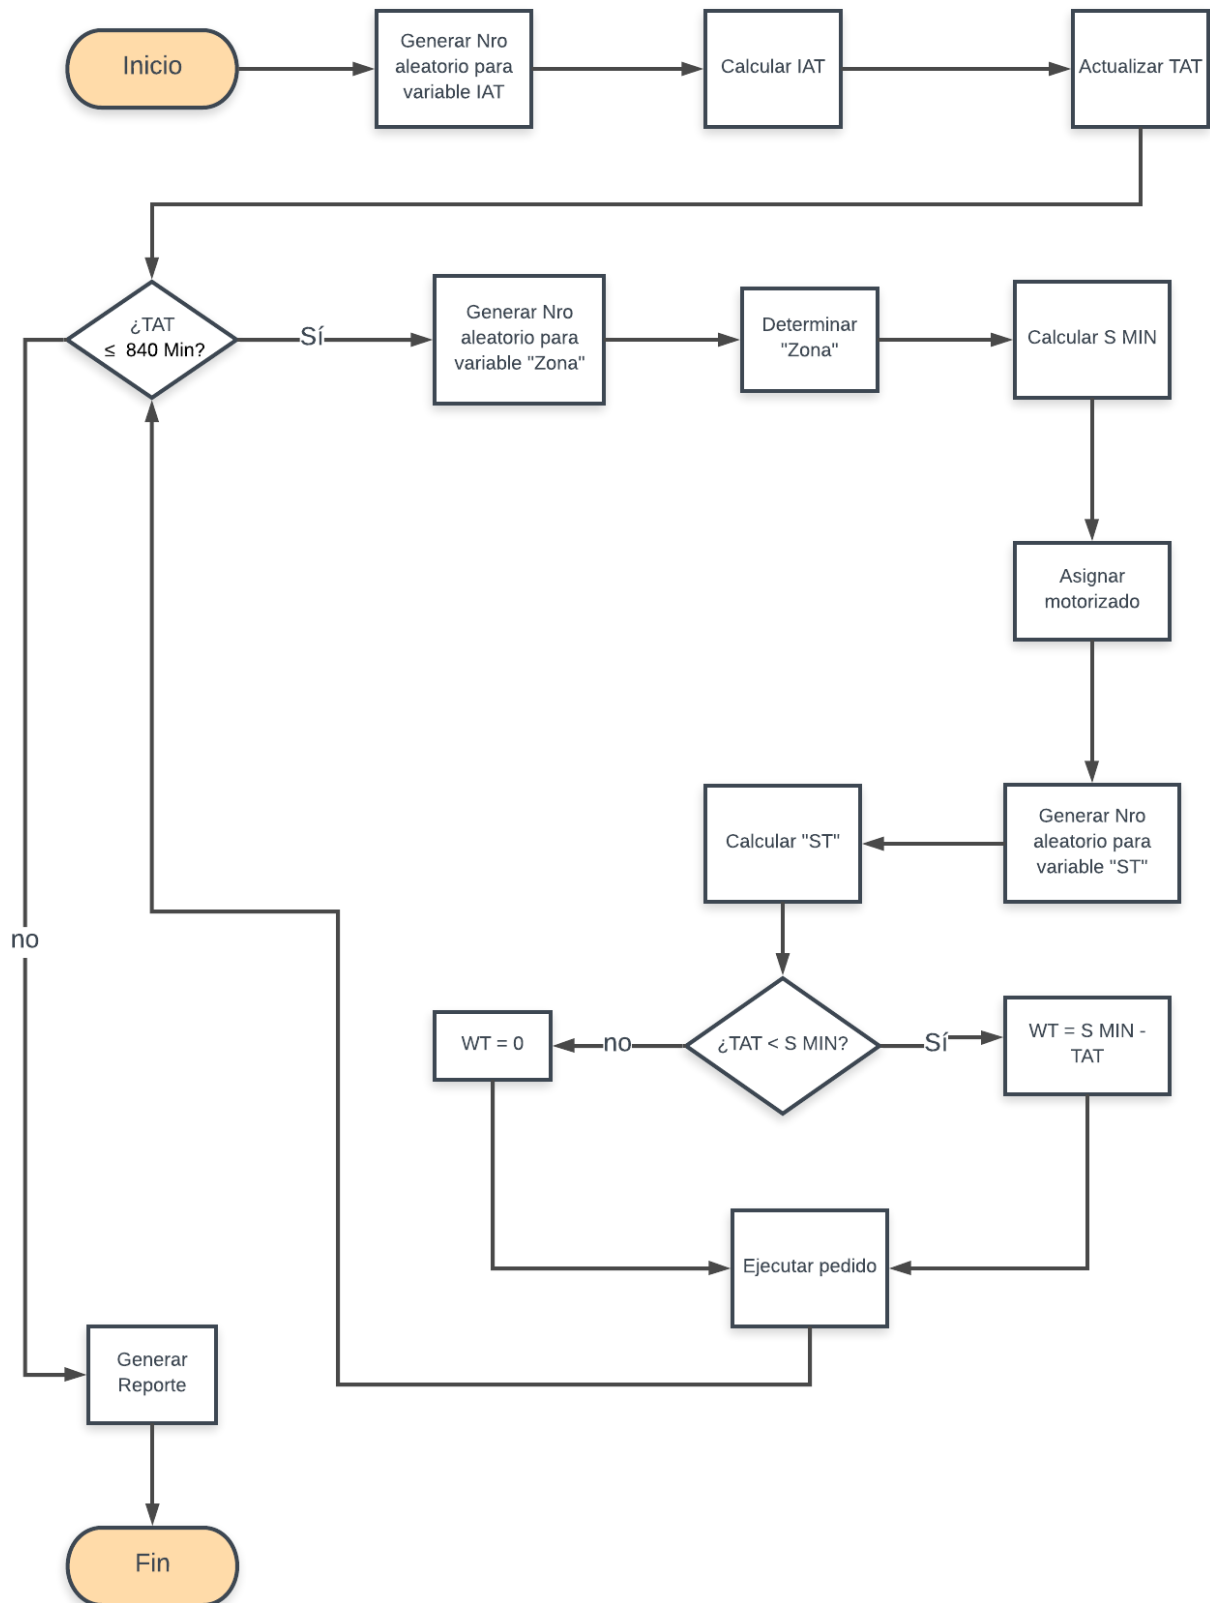 Inicio
Generar Nro
aleatorio para
variable IAT
Calcular IAT
Actualizar TAT
¿TAT
≤ 840 Min?
Sí
Generar Nro
aleatorio para
variable "Zona"
Determinar
"Zona"
Calcular S MIN
Asignar
motorizado
Generar Nro
aleatorio para
variable "ST"
Calcular "ST"
no
¿TAT < S MIN?
no
Sí
WT = 0
WT = S MIN -
TAT
Ejecutar pedido
Generar
Reporte
Fin